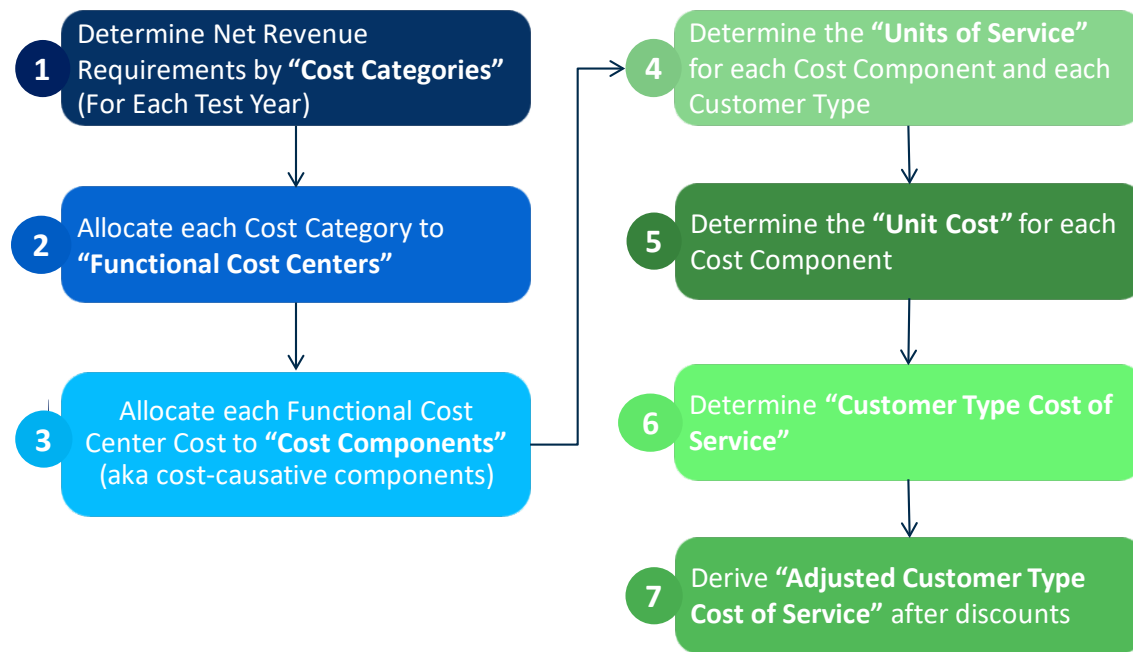 1
Determine Net Revenue
Requirements by “Cost Categories”
(For Each Test Year)
2
Allocate each Cost Category to
“Functional Cost Centers”
3
Allocate each Functional Cost
Center Cost to “Cost Components”
(aka cost-causative components)
4
Determine the “Units of Service”
for each Cost Component and each
Customer Type
5
Determine the “Unit Cost” for each
Cost Component
6
Determine “Customer Type Cost of
Service”
7
Derive “Adjusted Customer Type
Cost of Service” after discounts